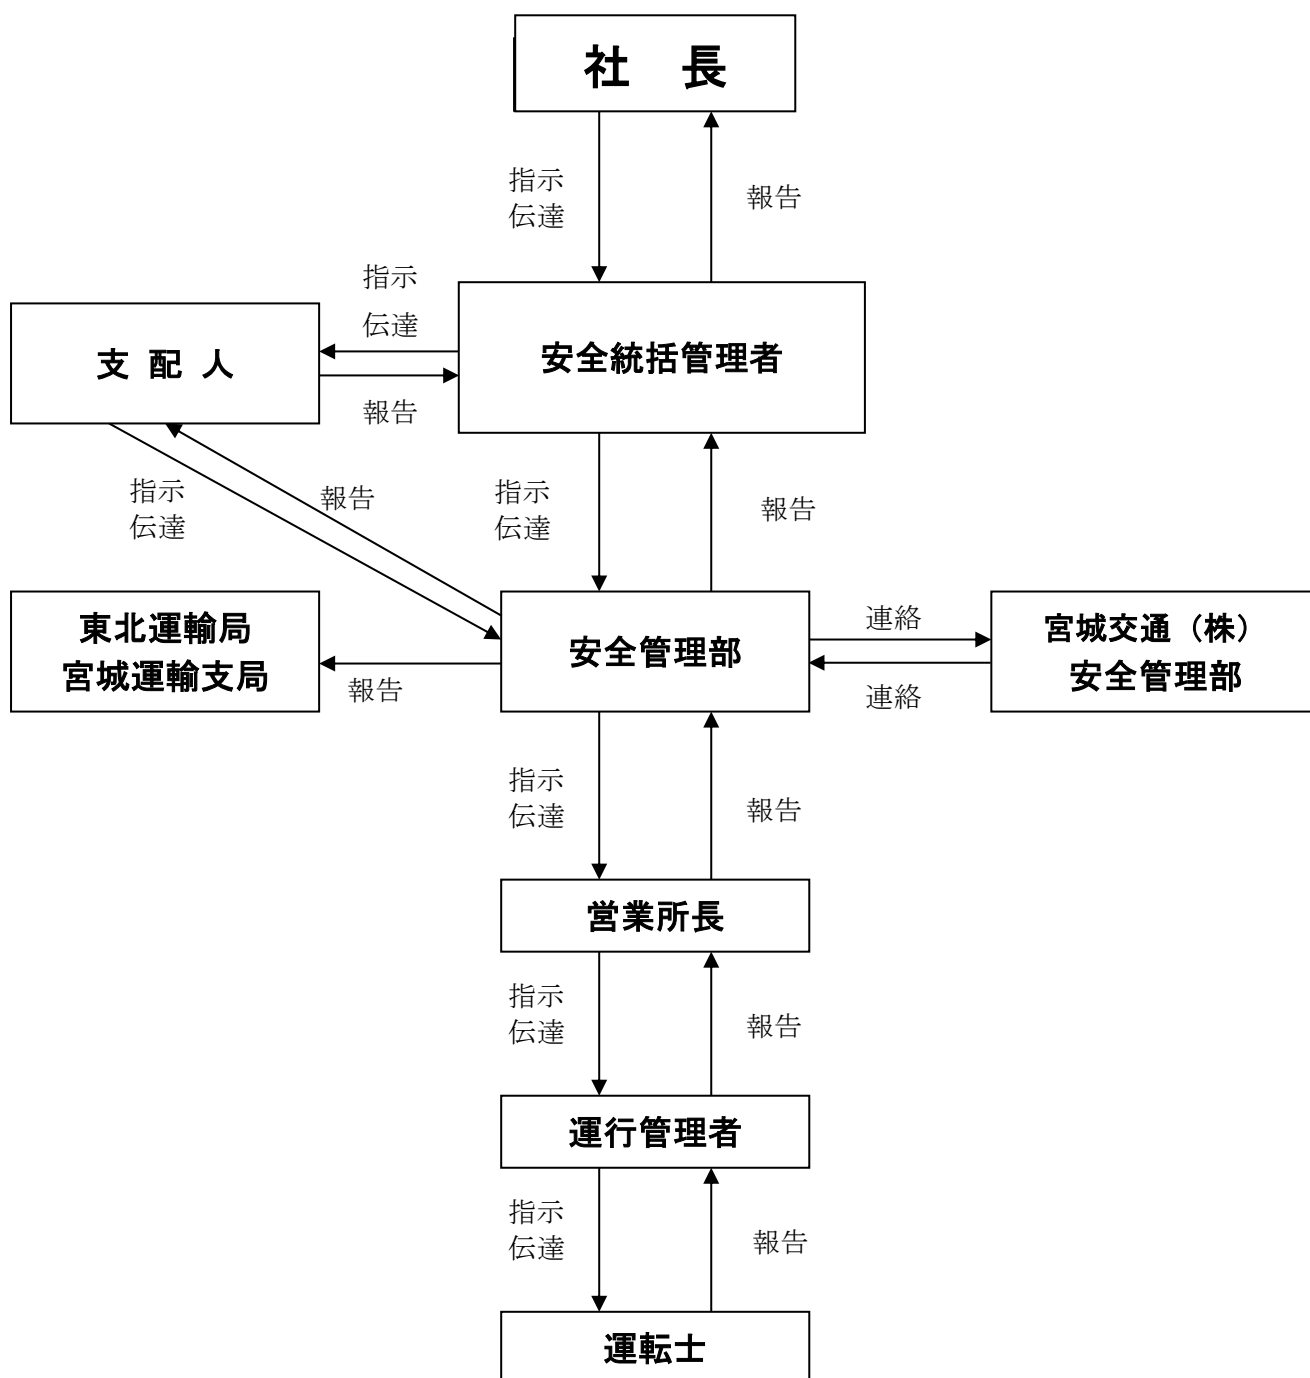 社 長
指示
伝達
報告
指示
伝達
支 配 人
安全統括管理者
報告
指示
伝達
報告
指示
伝達
報告
東北運輸局
宮城運輸支局
報告
安全管理部
連絡
連絡
宮城交通（株）
安全管理部
指示
伝達
報告
営業所長
指示
伝達
報告
運行管理者
指示
伝達
報告
運転士